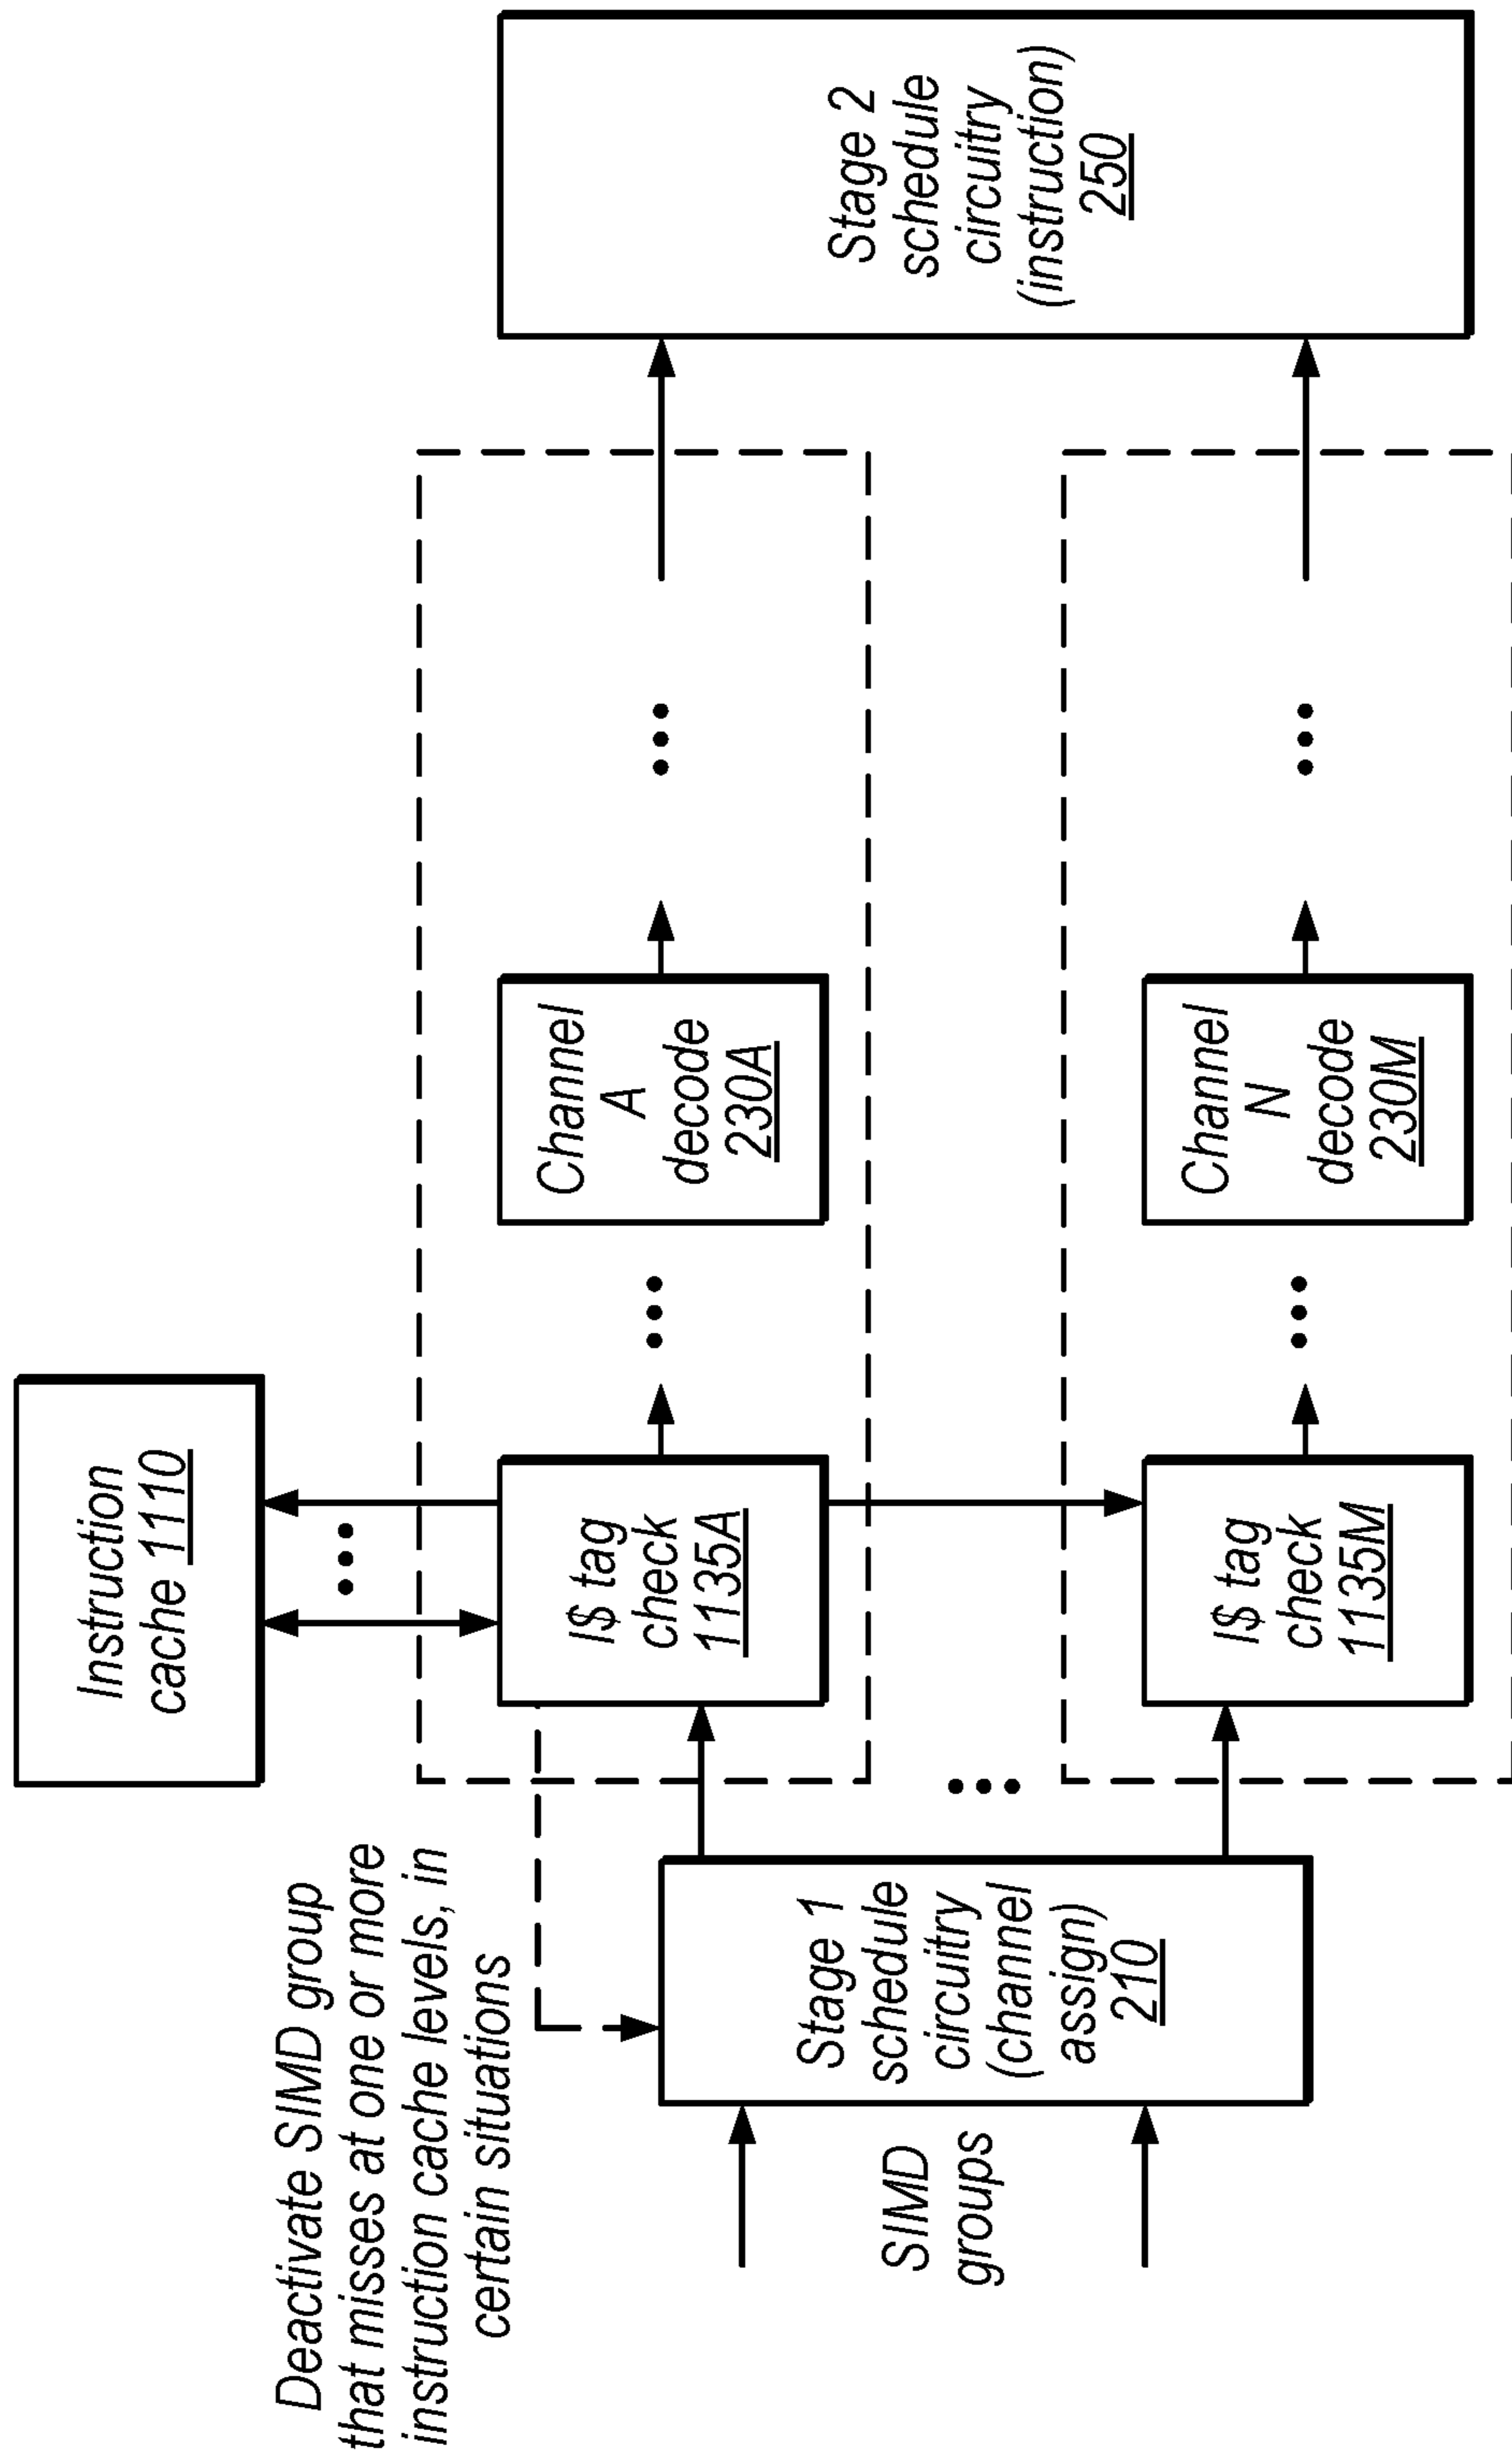 Instruction
cache 1110
Deactivate SIMD group
that misses at one or more
instruction cache levels, in
certain situations
SIMD
groups
Stage 1
schedule
circuitry
(channel
assign)
210
I$ tag
check
1135A
Channel
A
decode
230A
I$ tag
check
1135M
Channel
N
decode
230M
Stage 2
schedule
circuitry
(instruction)
250